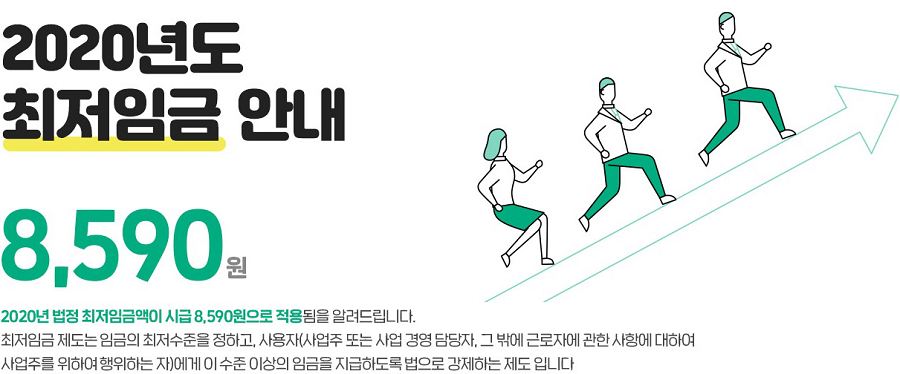 2020년도
최저임금 안내
8,590원
2020년 법정 최저임금액이 시급 8,590원으로 적용됨을 알려드립니다.
최저임금 제도는 임금의 최저수준을 정하고, 사용자(사업주 또는 사업 경영 담당자, 그 밖에 근로자에 관한 사항에 대하여
사업주를 위하여 행위하는 자)에게 이 수준 이상의 임금을 지급하도록 법으로 강제하는 제도 입니다